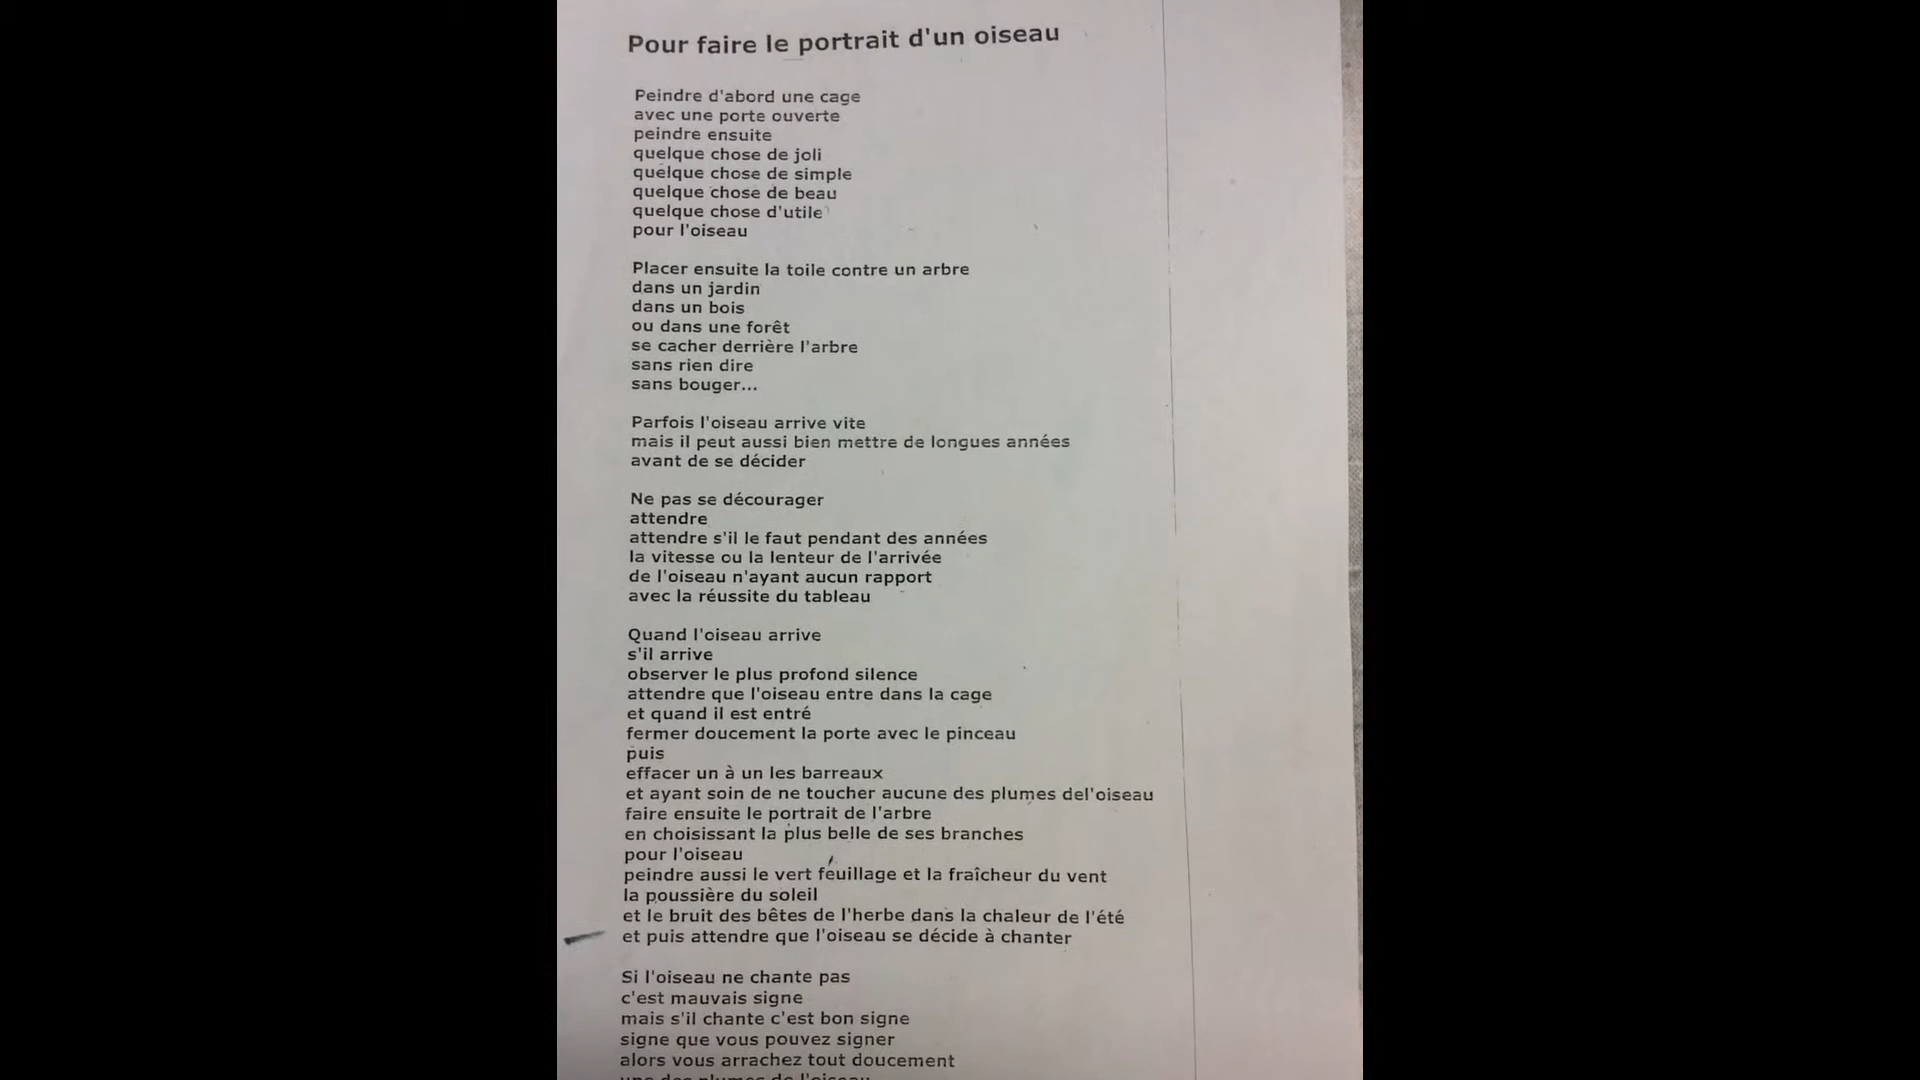 Pour faire le portrait d'un oiseau
Peindre d'abord une cage
avec une porte ouverte
peindre ensuite
quelque chose de joli
quelque chose de simple
quelque chose de beau
quelque chose d'utile
pour l'oiseau
Placer ensuite la toile contre un arbre
dans un jardin
dans un bois
ou dans une forêt
se cacher derrière l'arbre
sans rien dire
sans bouger...
Parfois l'oiseau arrive vite
mais il peut aussi bien mettre de longues années
avant de se décider
Ne pas se décourager
attendre
attendre s'il le faut pendant des années
la vitesse ou la lenteur de l'arrivée
de l'oiseau n'ayant aucun rapport
avec la réussite du tableau
Quand l'oiseau arrive
s'il arrive
observer le plus profond silence
attendre que l'oiseau entre dans la cage
et quand il est entré
fermer doucement la porte avec le pinceau
puis
effacer un à un les barreaux
et ayant soin de ne toucher aucune des plumes del'oiseau
faire ensuite le portrait de l'arbre
en choisissant la plus belle de ses branches
pour l'oiseau
peindre aussi le vert feuillage et la fraîcheur du vent
la poussière du soleil
et le bruit des bêtes de l'herbe dans la chaleur de l'été
et puis attendre que l'oiseau se décide à chanter
Si l'oiseau ne chante pas
c'est mauvais signe
mais s'il chante c'est bon signe
signe que vous pouvez signer
alors vous arrachez tout doucement
une des plumes de l'oiseau